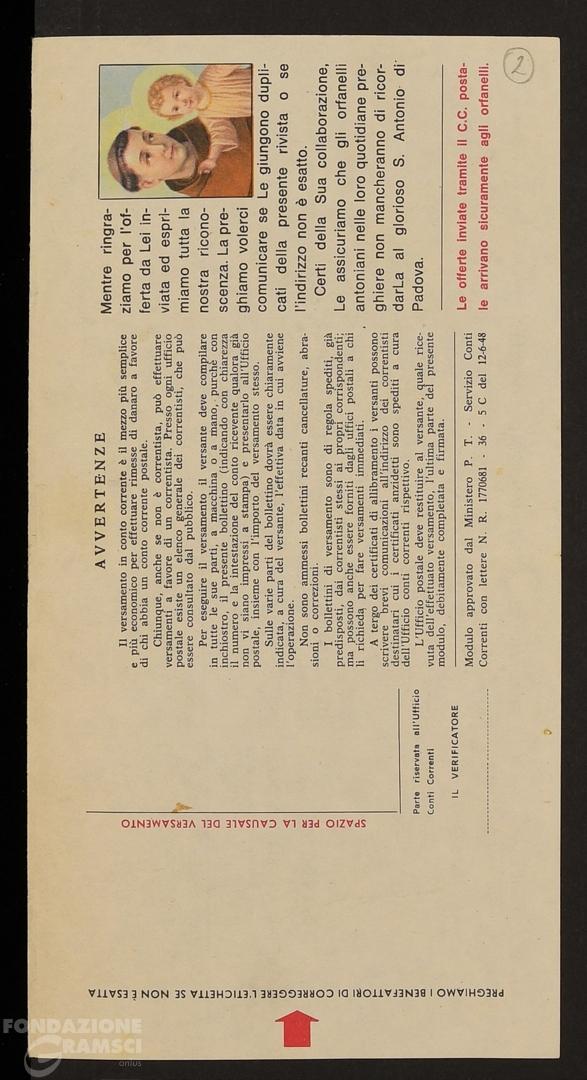 2
PREGHIAMO I BENEFATTORI DI CORREGGERE L'ETICHETTA SE NON È ESATTA
SPAZIO PER LA CAUSALE DEL VERSAMENTO
Parte riservata all'Ufficio
Conti Correnti
IL VERIFICATORE
AVVERTENZE
Il versamento in conto corrente è il mezzo più semplice
e più economico per effettuare rimesse di danaro a favore
di chi abbia un conto corrente postale.
Chiunque, anche se non è correntista, può effettuare
versamenti a favore di un correntista. Presso ogni ufficio
postale esiste un elenco generale dei correntisti, che può
essere consultato dal pubblico.
Per eseguire il versamento il versante deve compilare
in tutte le sue parti, a macchina o a mano, purchè con
inchiostro, il presente bollettino (indicando con chiarezza
il numero e la intestazione del conto ricevente qualora già
non vi siano impressi a stampa) e presentarlo all'Ufficio
postale, insieme con l'importo del versamento stesso.
Sulle varie parti del bollettino dovrà essere chiaramente
indicata, a cura del versante, l'effettiva data in cui avviene
l'operazione.
Non sono ammessi bollettini recanti cancellature, abra-
sioni o correzioni.
I bollettini di versamento sono di regola spediti, già
predisposti, dai correntisti stessi ai propri corrispondenti;
ma possono anche essere forniti dagli uffici postali a chi
li richieda per fare versamenti immediati.
A tergo dei certificati di allibramento i versanti possono
scrivere brevi comunicazioni all'indirizzo dei correntisti
destinatari cui i certificati anzidetti sono spediti a cura
dell'Ufficio conti correnti rispettivo.
L'Ufficio postale deve restituire al versante, quale rice-
vuta dell'effettuato versamento, l'ultima parte del presente
modulo, debitamente completata e firmata.
Modulo approvato dal Ministero P. T. - Servizio Conti
Correnti con lettere N. R. 1770681 - 36 - 5 C del 12-6-48
Mentre ringra-
ziamo per l'of-
ferta da Lei in-
viata ed espri-
miamo tutta la
nostra ricono-
scenza. La pre-
ghiamo volerci
comunicare se Le giungono dupli-
cati della presente rivista o se
l'indirizzo non è esatto.
Certi della Sua collaborazione,
Le assicuriamo che gli orfanelli
antoniani nelle loro quotidiane pre-
ghiere non mancheranno di ricor-
darLa al glorioso S. Antonio di
Padova.
Le offerte inviate tramite il C.C. posta-
le arrivano sicuramente agli orfanelli.
FONDAZIONE
GRAMSCI
onlus